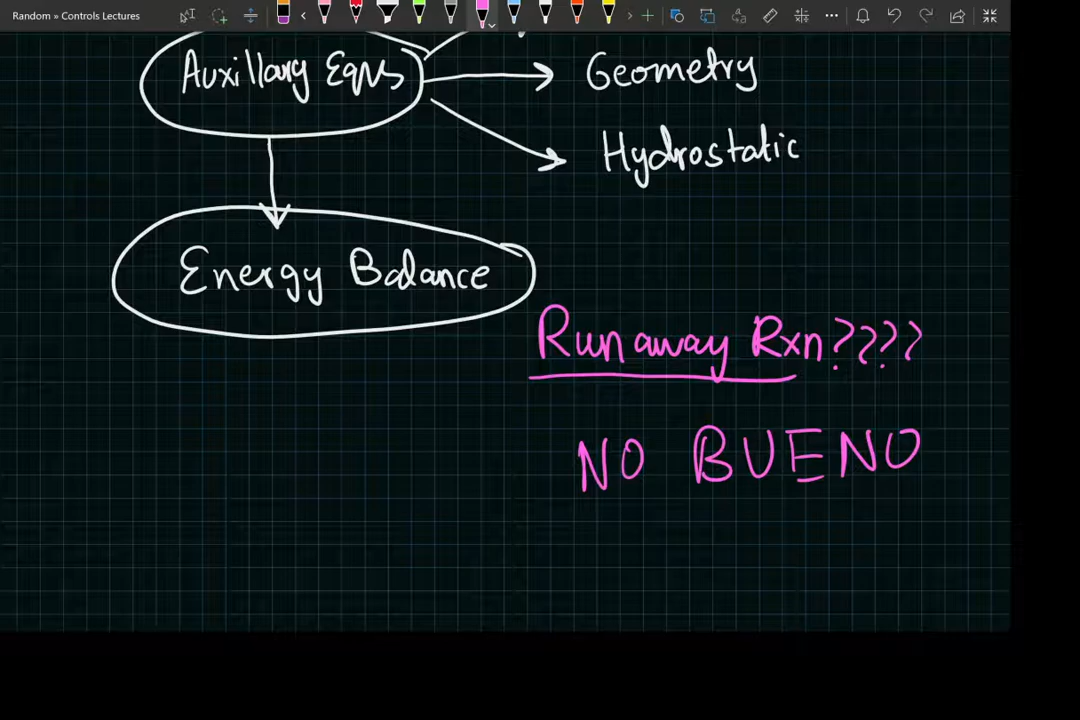 Random » Controls Lectures
Auxillary Eqns
Geometry
Hydrostatic
Energy Balance
Runaway Rxn????
NO BUENO